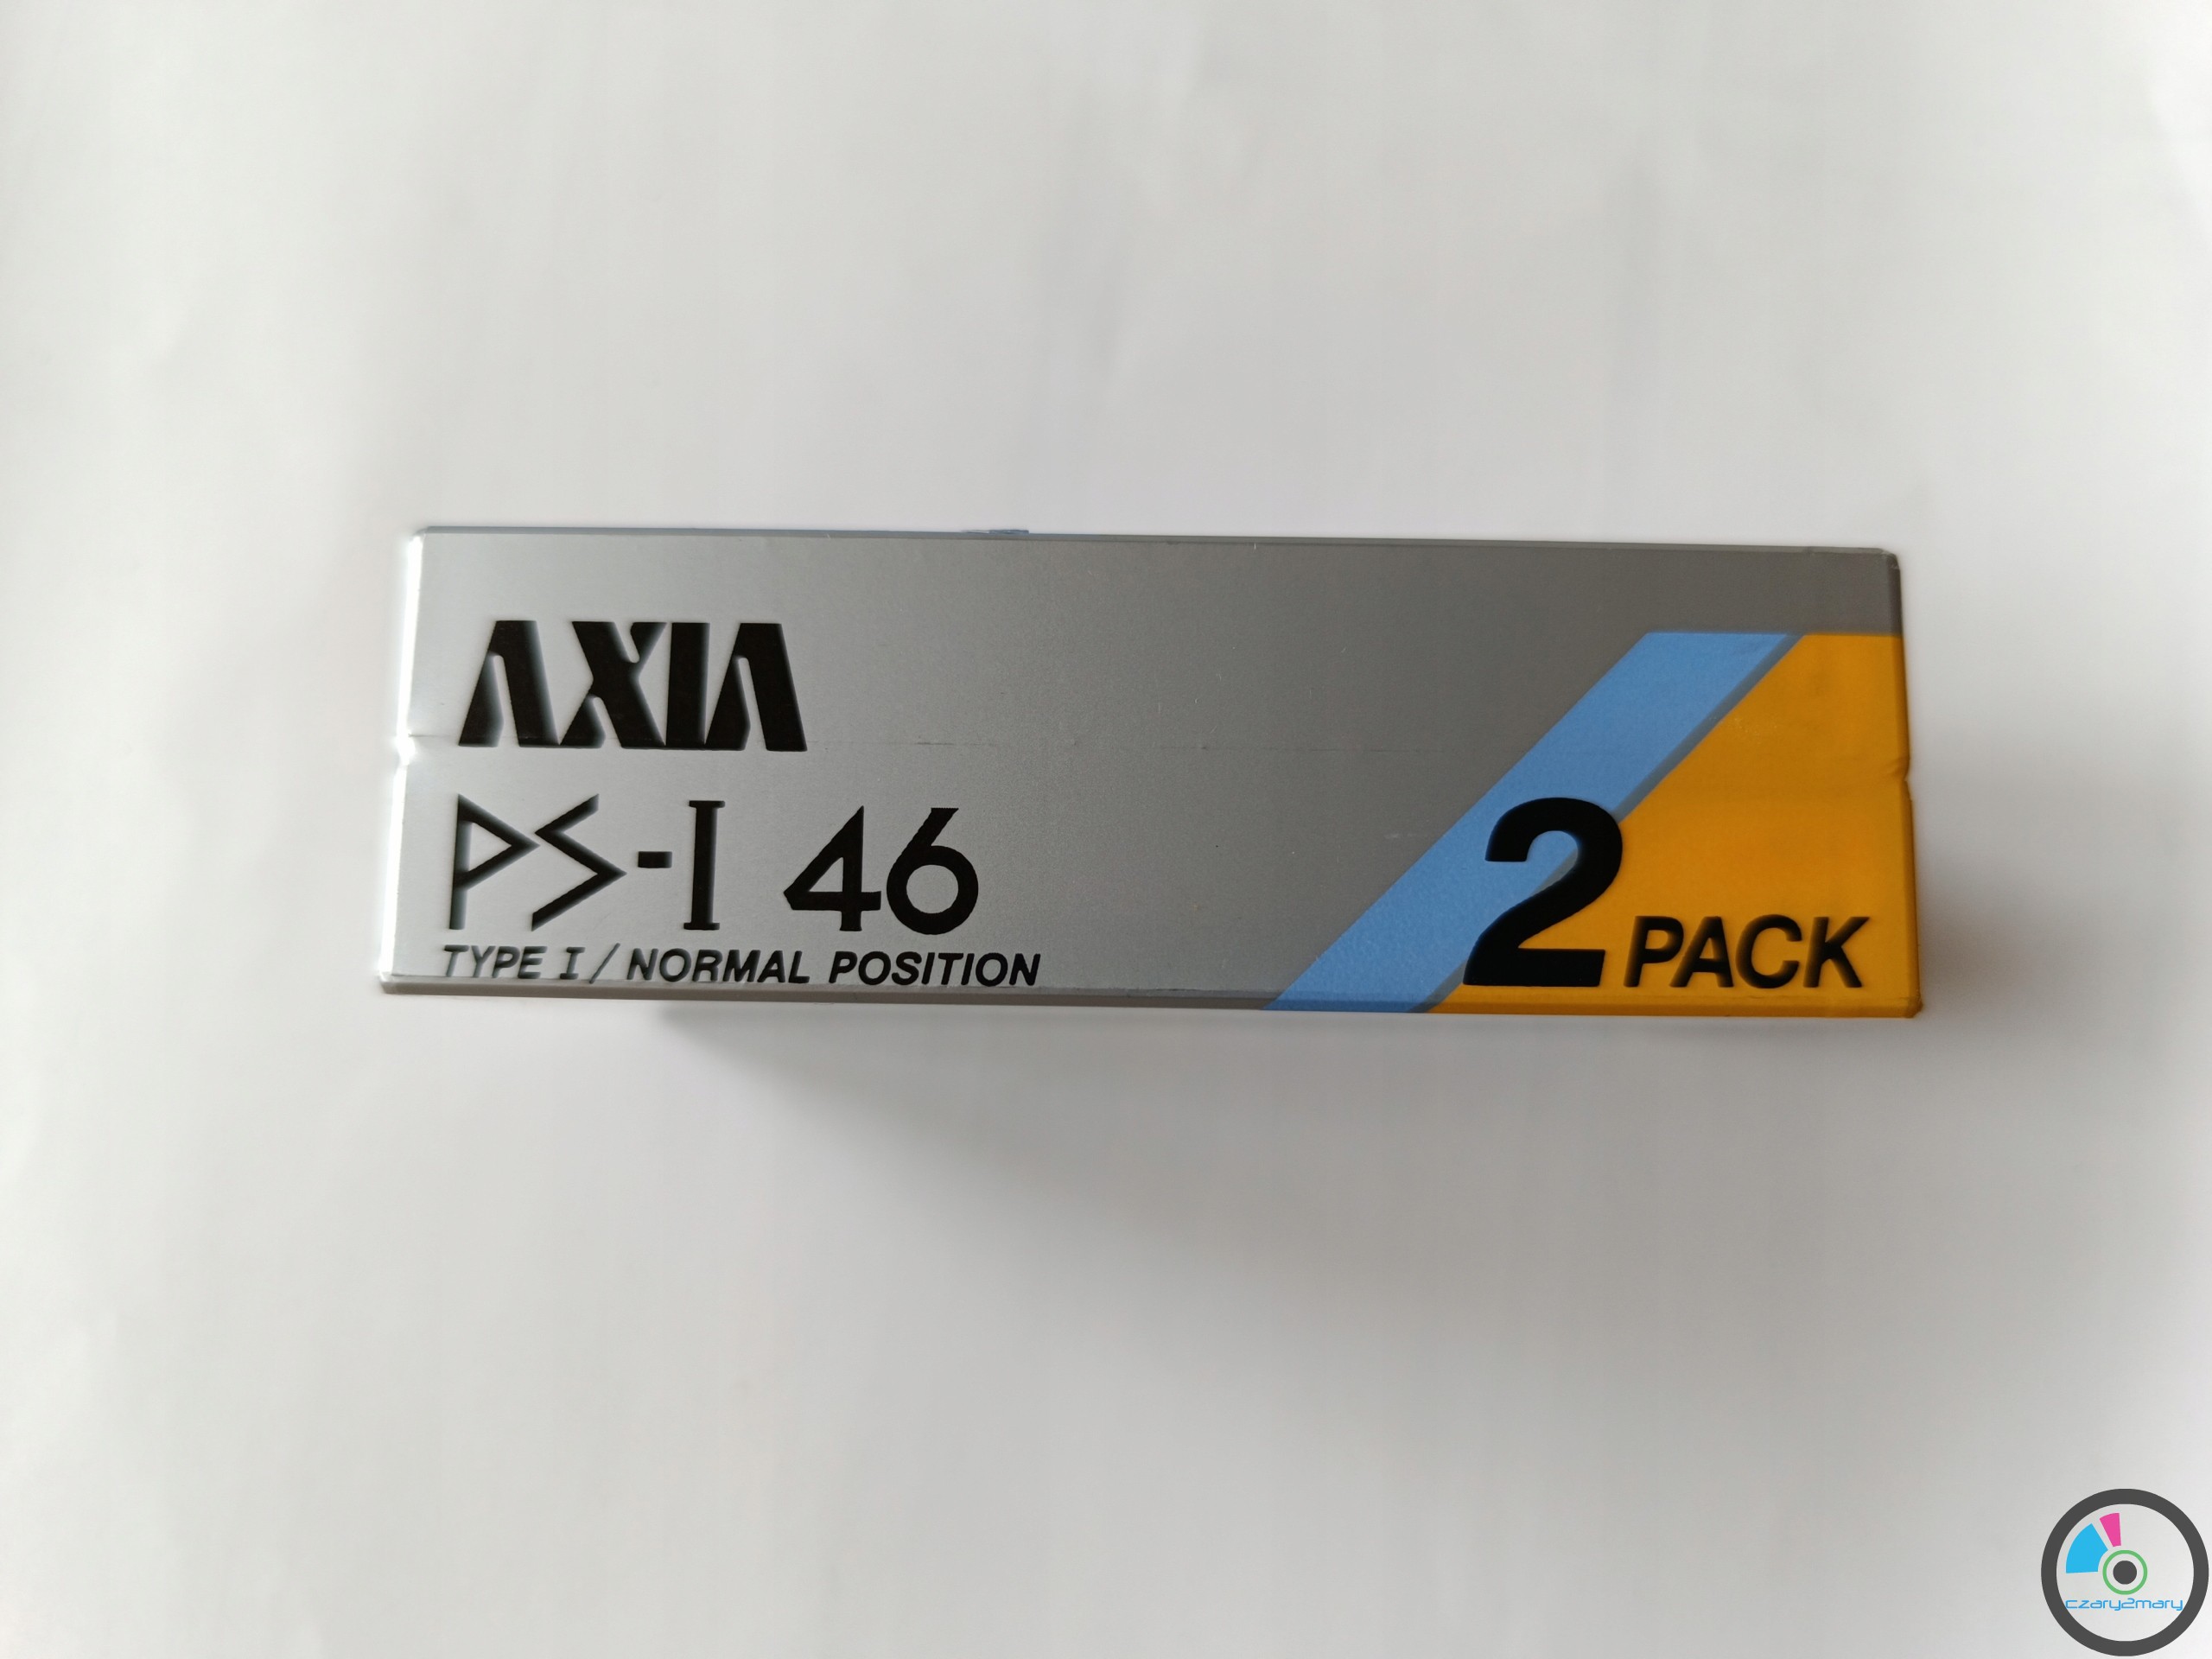 AXIA
PS-I 46
TYPE I / NORMAL POSITION
2 PACK
czary2mary